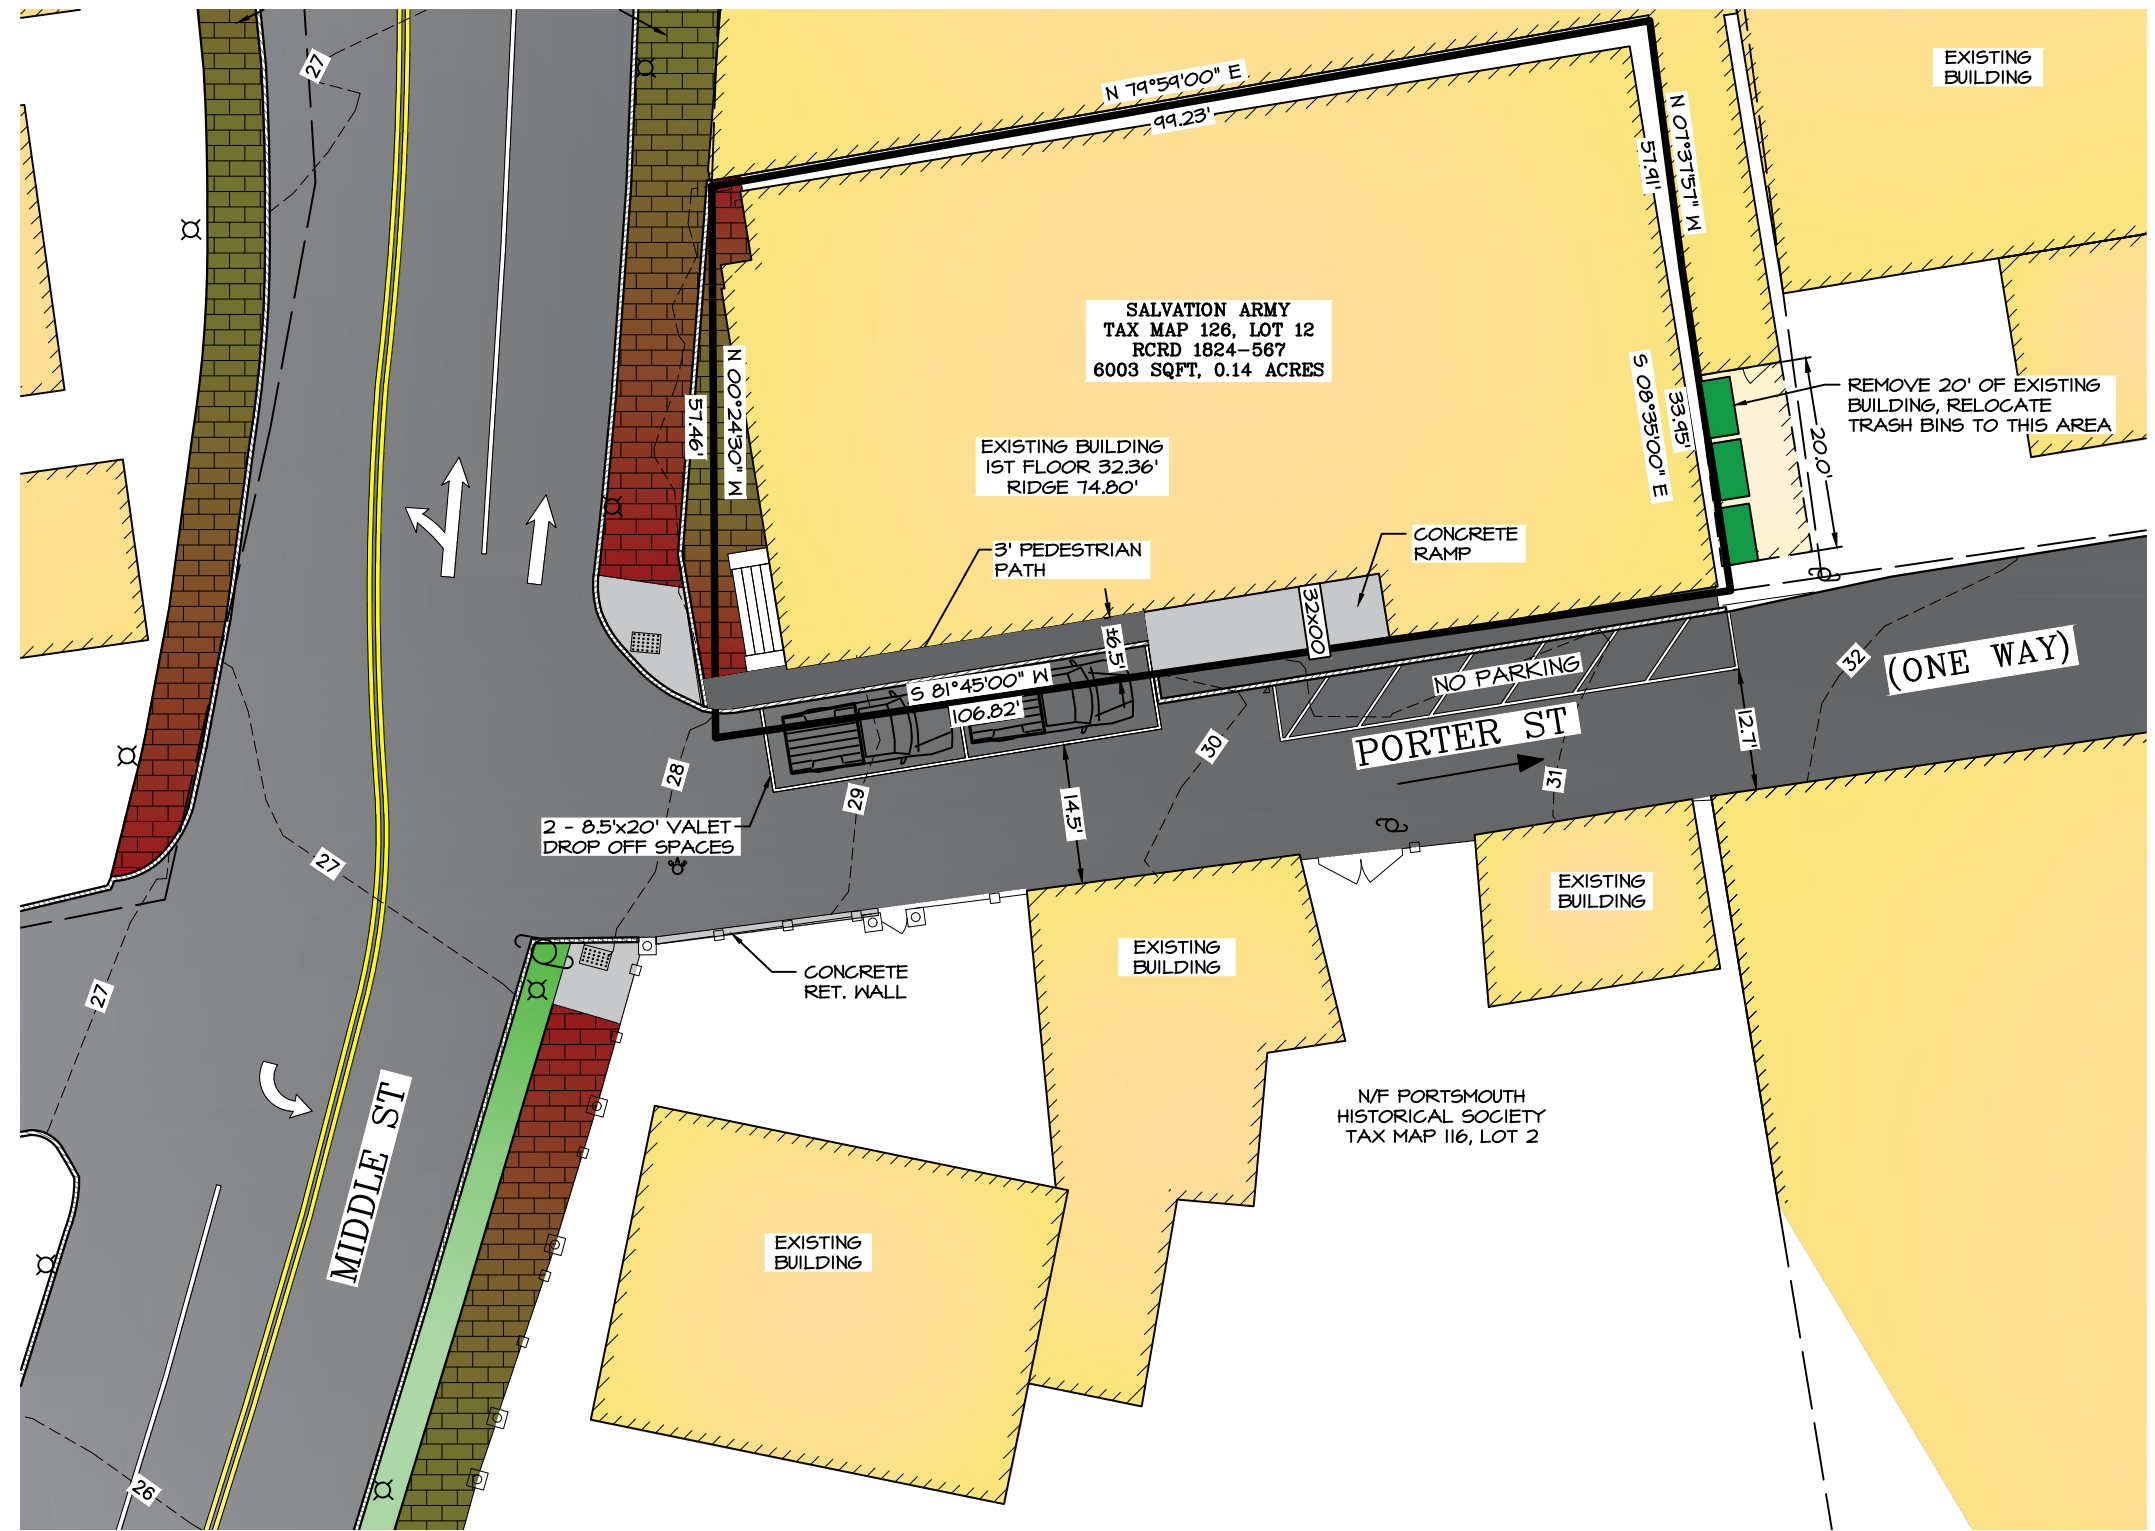 27
EXISTING
BUILDING
N 79°59'00" E
99.23'
N 07°37'57" W
57.91'
SALVATION ARMY
TAX MAP 126, LOT 12
RCRD 1824-567
6003 SQFT, 0.14 ACRES
N 00°24'30" W
57.46'
S 08°35'00" E
33.95'
REMOVE 20' OF EXISTING
BUILDING, RELOCATE
TRASH BINS TO THIS AREA
20.0'
EXISTING BUILDING
1ST FLOOR 32.36'
RIDGE 74.80'
3' PEDESTRIAN
PATH
CONCRETE
RAMP
32x00
±6.5'
S 81°45'00" W
106.82'
NO PARKING
(ONE WAY)
32
PORTER ST
12.7'
28
29
30
31
14.5'
2 - 8.5'x20' VALET
DROP OFF SPACES
27
EXISTING
BUILDING
EXISTING
BUILDING
CONCRETE
RET. WALL
27
N/F PORTSMOUTH
HISTORICAL SOCIETY
TAX MAP 116, LOT 2
MIDDLE ST
EXISTING
BUILDING
26